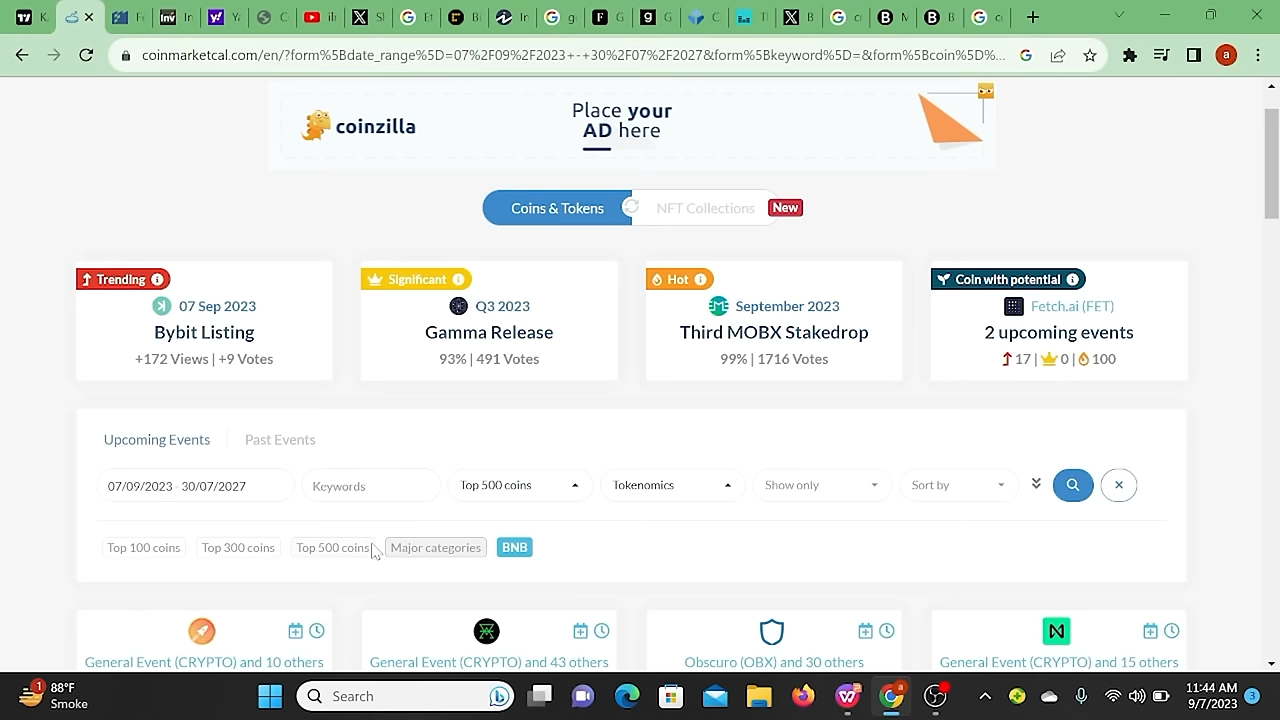 K
F
Inv
In
Y
C
In
X
S
E
B
In
g
F
G
g
G
C
T
X
B
c
M
B
c
coinmarketcal.com/en/?form%5Bdate_range%5D=07%2F09%2F2023+-+30%2F07%2F2027&form%5Bkeyword%5D=&form%5Bcoin%5D%...
a
coinzilla
Place your
AD here
Coins & Tokens
NFT Collections
New
Trending
07 Sep 2023
Bybit Listing
+172 Views | +9 Votes
Significant
Q3 2023
Gamma Release
93% | 491 Votes
Hot
September 2023
Third MOBX Stakedrop
99% | 1716 Votes
Coin with potential
Fetch.ai (FET)
2 upcoming events
17 | 0 | 100
Upcoming Events
Past Events
07/09/2023 - 30/07/2027
Keywords
Top 500 coins
Tokenomics
Show only
Sort by
Top 100 coins
Top 300 coins
Top 500 coins
Major categories
BNB
General Event (CRYPTO) and 10 others
General Event (CRYPTO) and 43 others
Obscuro (OBX) and 30 others
General Event (CRYPTO) and 15 others
1
88°F
Smoke
Search
11:44 AM
9/7/2023
3